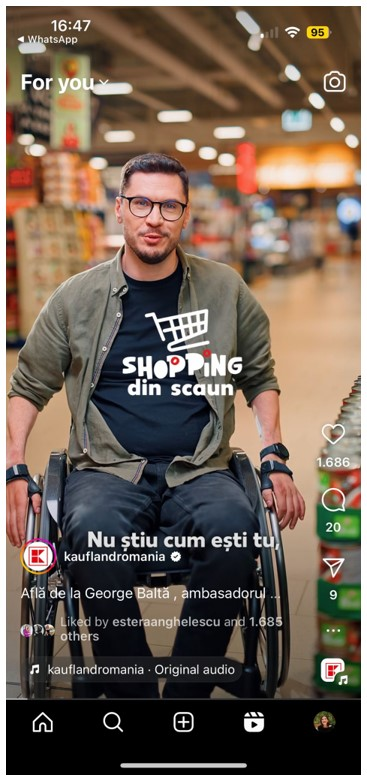 16:47
95
◀ WhatsApp
For you
SHOPPING
din scaun
Nu știu cum ești tu,
kauflandromania
Află de la George Baltă , ambasadorul ...
Liked by esteraanghelescu and 1.685
others
kauflandromania · Original audio
1.686
20
9